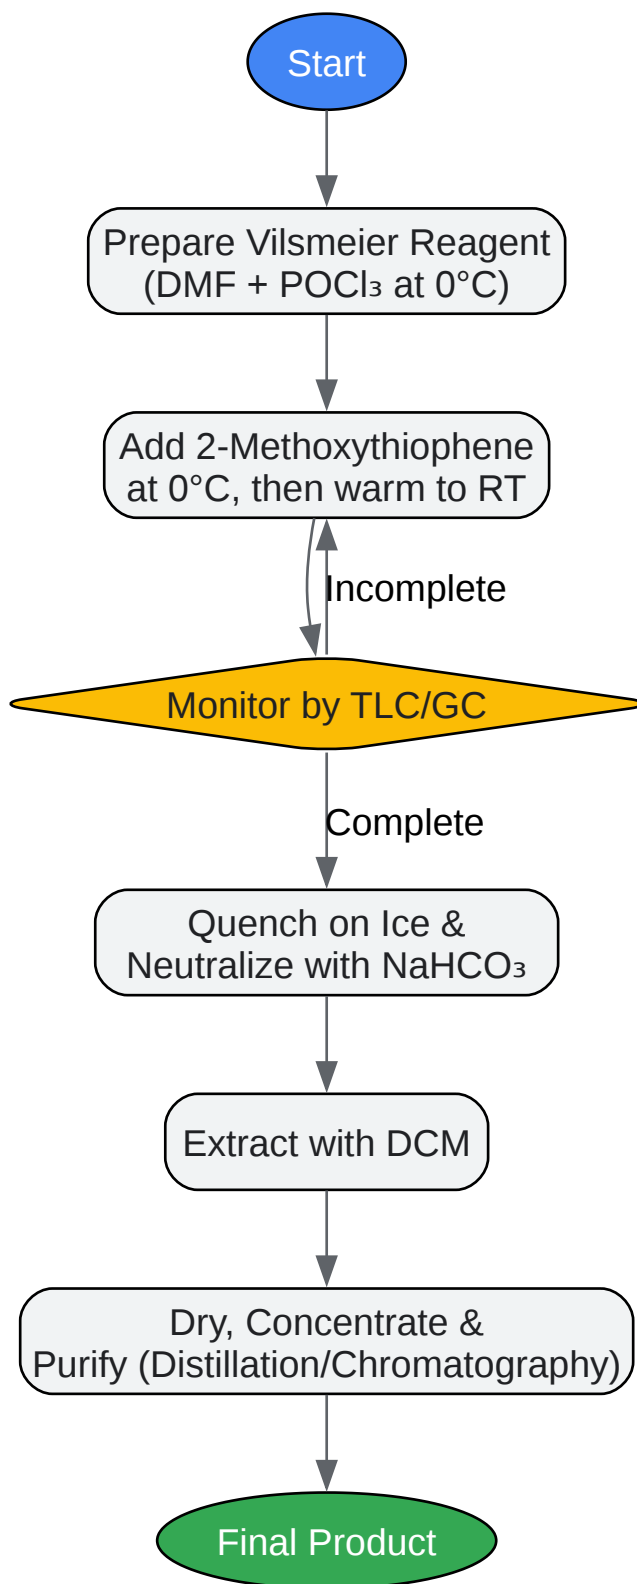 Start
Prepare Vilsmeier Reagent
(DMF + POCl₃ at 0°C)
Add 2-Methoxythiophene
at 0°C, then warm to RT
Incomplete
Monitor by TLC/GC
Complete
Quench on Ice &
Neutralize with NaHCO₃
Extract with DCM
Dry, Concentrate &
Purify (Distillation/Chromatography)
Final Product